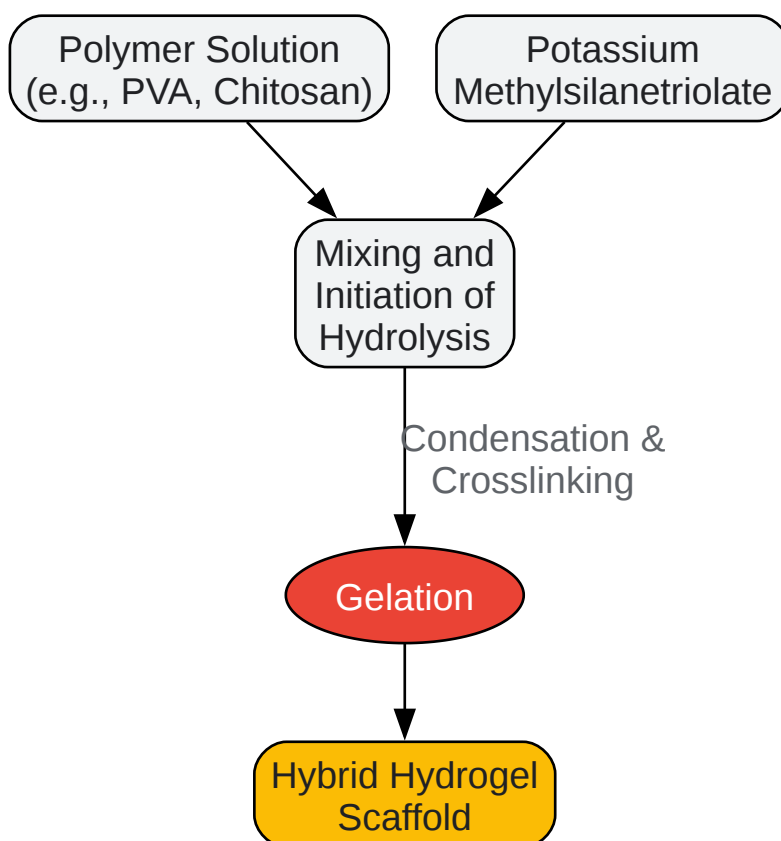 Polymer Solution
(e.g., PVA, Chitosan)
Potassium
Methylsilanetriolate
Mixing and
Initiation of
Hydrolysis
Condensation &
Crosslinking
Gelation
Hybrid Hydrogel
Scaffold